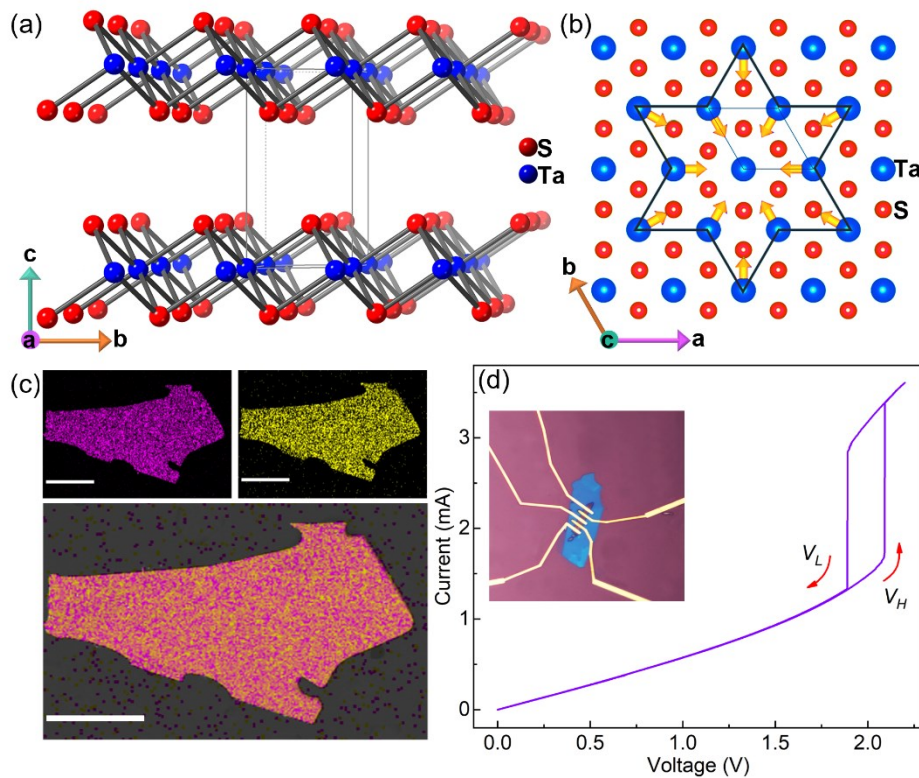 (a)
S
Ta
c
a
b
(b)
Ta
S
b
c
a
(c)
(d)
Current (mA)
3
2
1
0
V_L
V_H
0.0
0.5
1.0
1.5
2.0
Voltage (V)